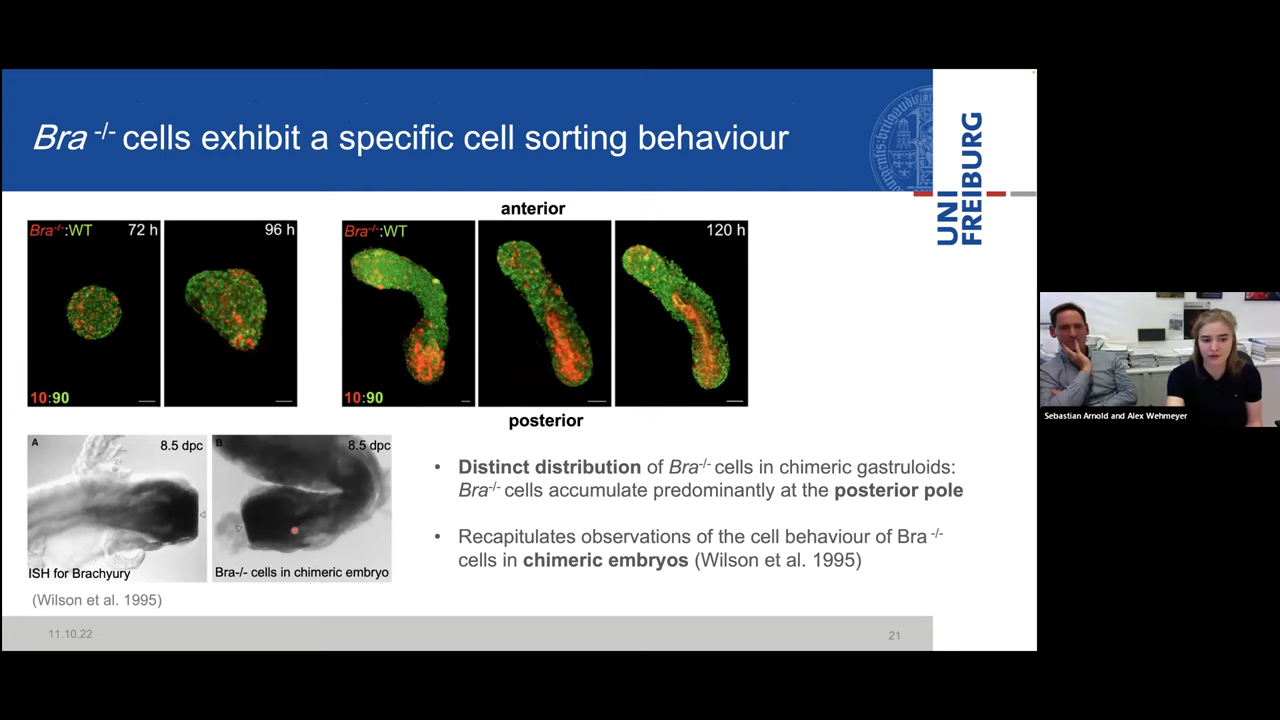 Bra -/- cells exhibit a specific cell sorting behaviour
UNI
FREIBURG
anterior
Bra-/-:WT 72 h
96 h
Bra-/-:WT
120 h
10:90
10:90
posterior
A
8.5 dpc
B
8.5 dpc
ISH for Brachyury
Bra-/- cells in chimeric embryo
(Wilson et al. 1995)
• Distinct distribution of Bra-/- cells in chimeric gastruloids:
Bra-/- cells accumulate predominantly at the posterior pole
• Recapitulates observations of the cell behaviour of Bra -/-
cells in chimeric embryos (Wilson et al. 1995)
11.10.22
21
Sebastian Arnold and Alex Wehmeyer